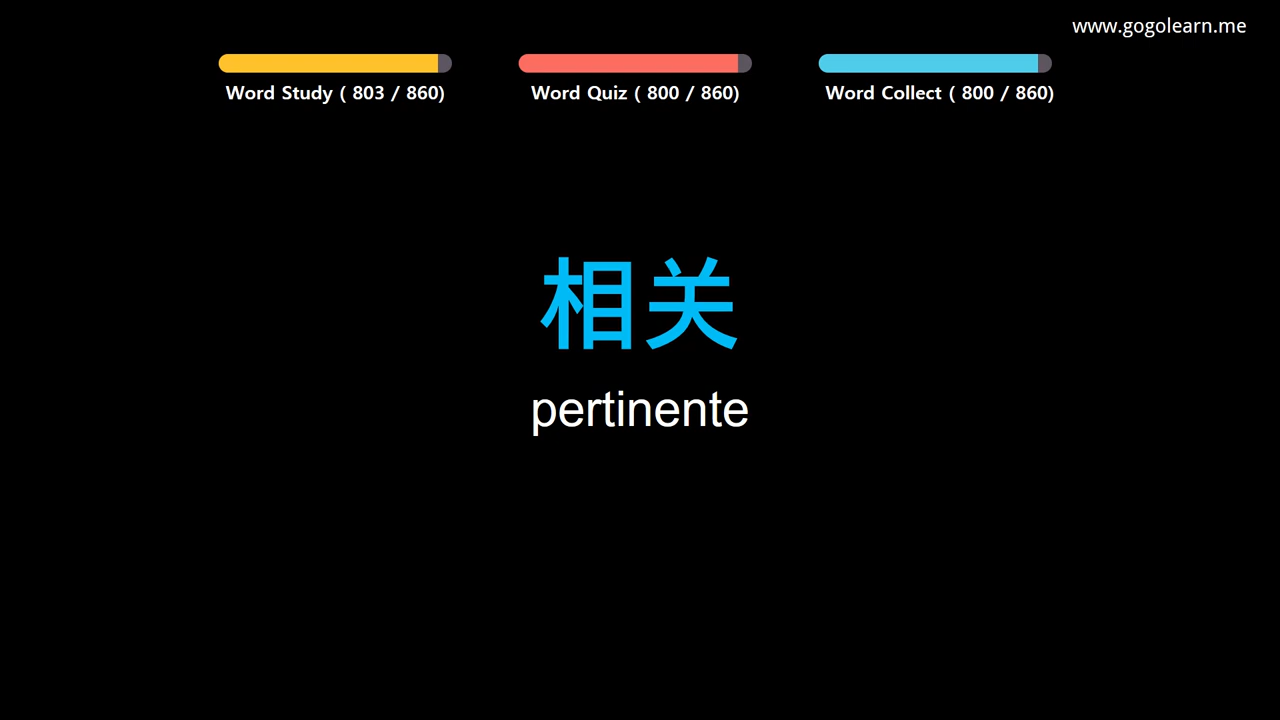 www.gogolearn.me
Word Study ( 803 / 860)
Word Quiz ( 800 / 860)
Word Collect ( 800 / 860)
相关
pertinente